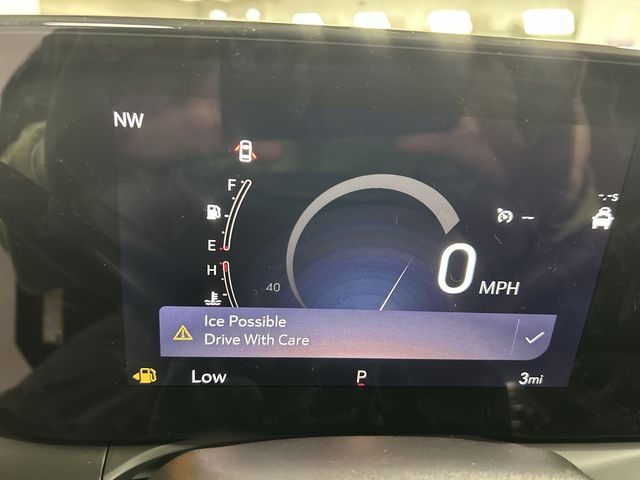 NW
F
E
H
40
--
0 MPH
Ice Possible
Drive With Care
Low
P
3mi